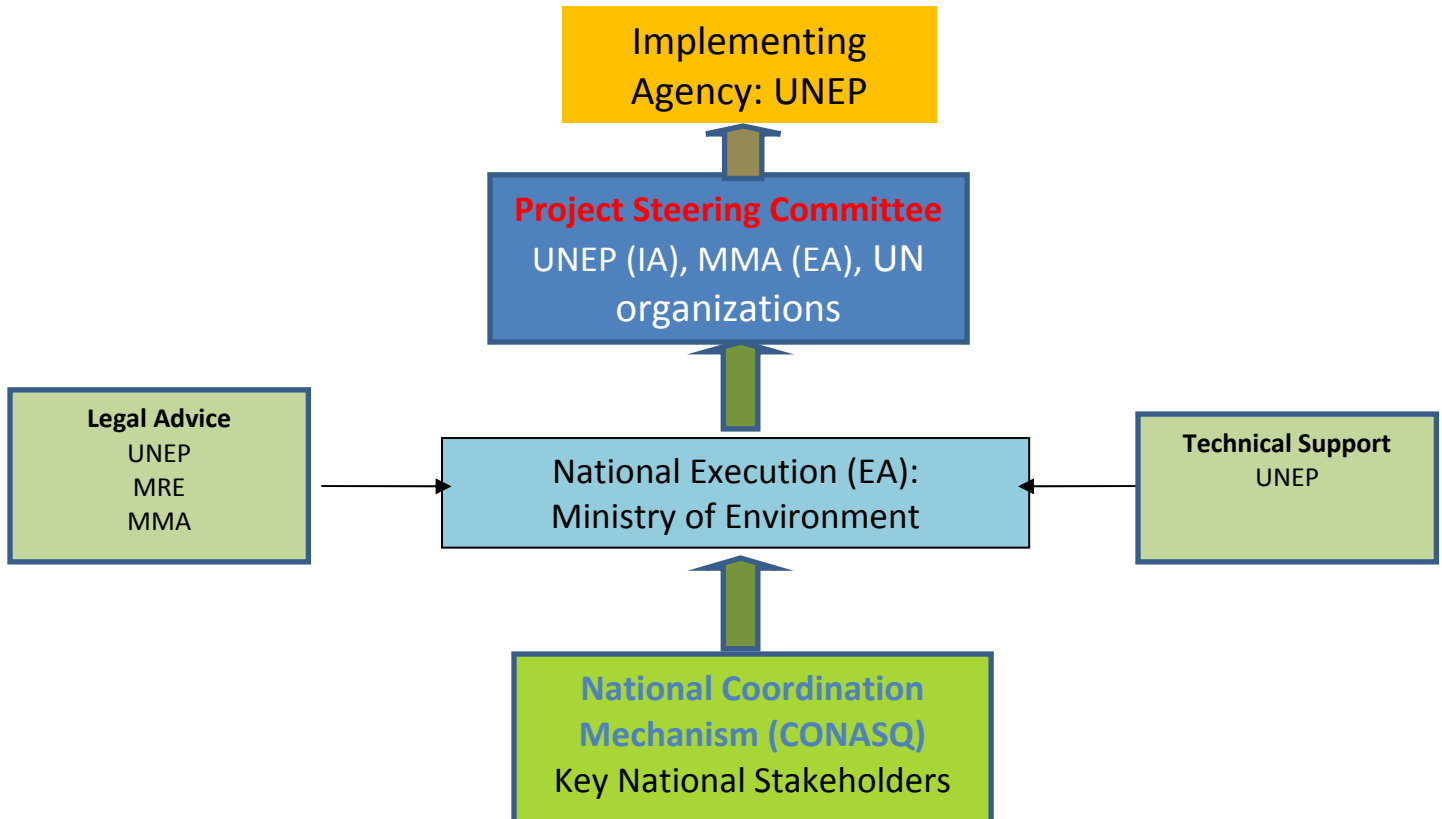 Implementing
Agency: UNEP
Project Steering Committee
UNEP (IA), MMA (EA), UN
organizations
Legal Advice
UNEP
MRE
MMA
National Execution (EA):
Ministry of Environment
Technical Support
UNEP
National Coordination
Mechanism (CONASQ)
Key National Stakeholders